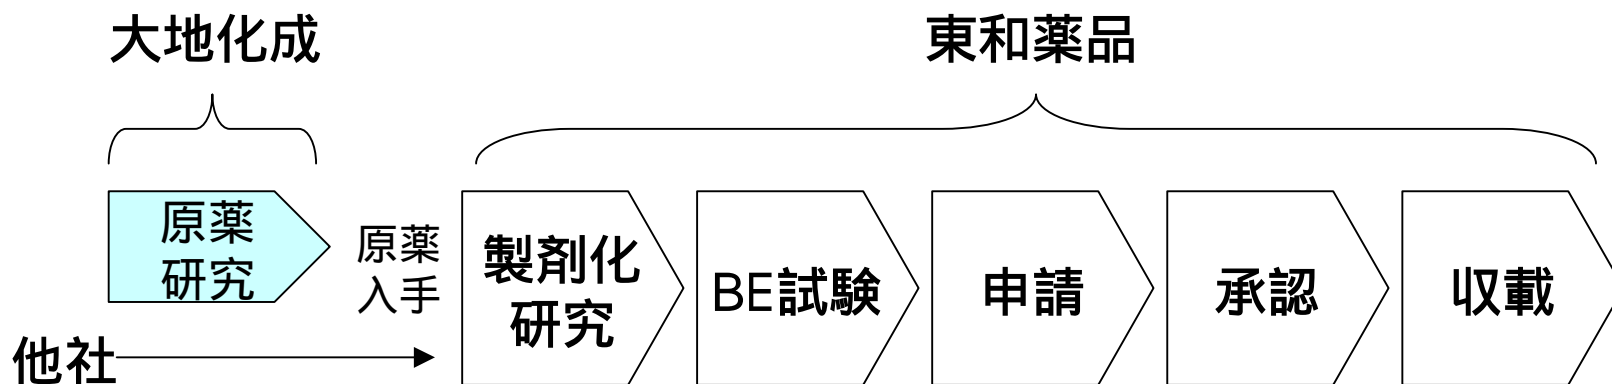 大地化成
東和薬品
原薬
研究
原薬
入手
製剤化
研究
BE試験
申請
承認
収載
他社